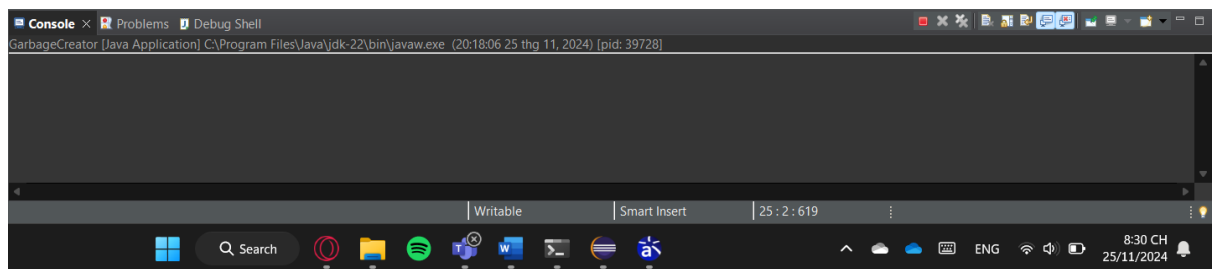 Console Problems Debug Shell
GarbageCreator [Java Application] C:\Program Files\Java\jdk-22\bin\javaw.exe (20:18:06 25 thg 11, 2024) [pid: 39728]
Writable Smart Insert 25 : 2 : 619
Search ENG 8:30 CH
25/11/2024